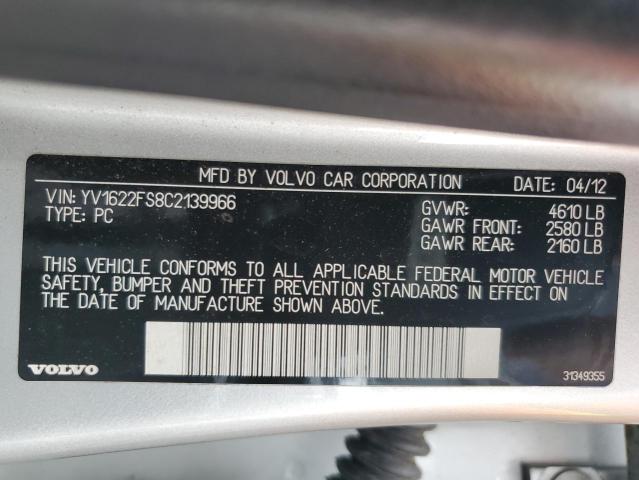 MFD BY VOLVO CAR CORPORATION DATE: 04/12
VIN: YV1622FS8C2139966 GVWR: 4610 LB
TYPE: PC GAWR FRONT: 2580 LB
GAWR REAR: 2160 LB
THIS VEHICLE CONFORMS TO ALL APPLICABLE FEDERAL MOTOR VEHICLE
SAFETY, BUMPER AND THEFT PREVENTION STANDARDS IN EFFECT ON
THE DATE OF MANUFACTURE SHOWN ABOVE.
VOLVO 31349355